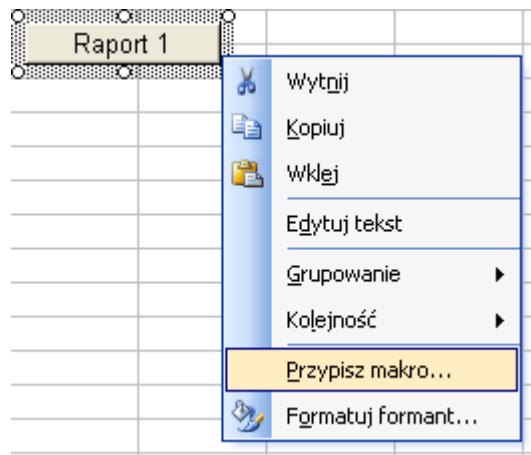 Raport 1
Wytnij
Kopiuj
Wklej
Edytuj tekst
Grupowanie
Kolejność
Przypisz makro...
Formatuj formant...